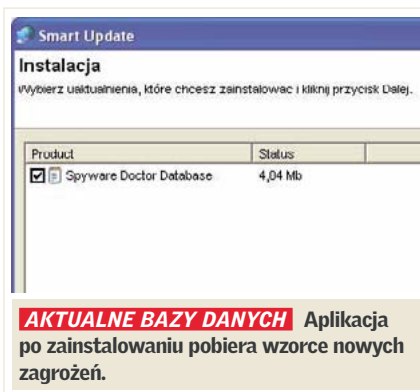 Smart Update
Instalacja
Wybierz uaktualnienia, które chcesz zainstalowac i kliknij przycisk Dalej.
Product Status
Spyware Doctor Database 4,04 Mb
AKTUALNE BAZY DANYCH Aplikacja
po zainstalowaniu pobiera wzorce nowych
zagrożeń.